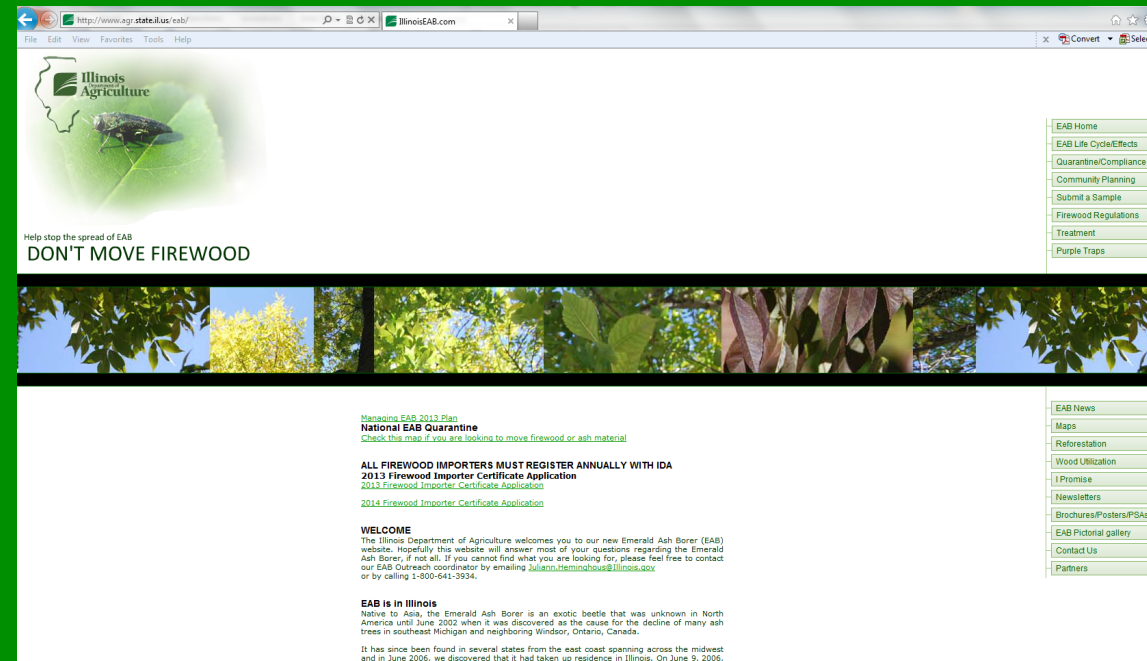 http://www.agr.state.il.us/eab/
IllinoisEAB.com
File Edit View Favorites Tools Help
Convert
Illinois
Department of
Agriculture
Help stop the spread of EAB
DON'T MOVE FIREWOOD
EAB Home
EAB Life Cycle/Effects
Quarantine/Compliance
Community Planning
Submit a Sample
Firewood Regulations
Treatment
Purple Traps
Managing EAB 2013 Plan
National EAB Quarantine
Check this map if you are looking to move firewood or ash material
ALL FIREWOOD IMPORTERS MUST REGISTER ANNUALLY WITH IDA
2013 Firewood Importer Certificate Application
2013 Firewood Importer Certificate Application
2014 Firewood Importer Certificate Application
WELCOME
The Illinois Department of Agriculture welcomes you to our new Emerald Ash Borer (EAB)
website. Hopefully this website will answer most of your questions regarding the Emerald
Ash Borer, if not all. If you cannot find what you are looking for, please feel free to contact
our EAB Outreach coordinator by emailing Juliann.Heminghous@Illinois.gov
or by calling 1-800-641-3934.
EAB is in Illinois
Native to Asia, the Emerald Ash Borer is an exotic beetle that was unknown in North
America until June 2002 when it was discovered as the cause for the decline of many ash
trees in southeast Michigan and neighboring Windsor, Ontario, Canada.
It has since been found in several states from the east coast spanning across the midwest
and in June 2006, we discovered that it had taken up residence in Illinois. On June 9, 2006,
EAB News
Maps
Reforestation
Wood Utilization
I Promise
Newsletters
Brochures/Posters/PSAs
EAB Pictorial gallery
Contact Us
Partners